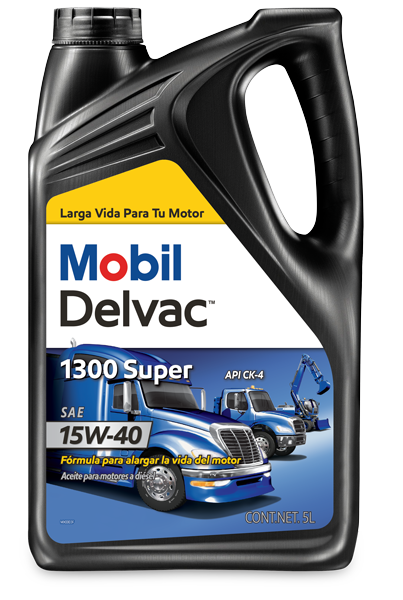 Larga Vida Para Tu Motor
Mobil
Delvac™
1300 Super
API CK-4
SAE
15W-40
Fórmula para alargar la vida del motor
Aceite para motores a diésel
CONT.NET. 5L